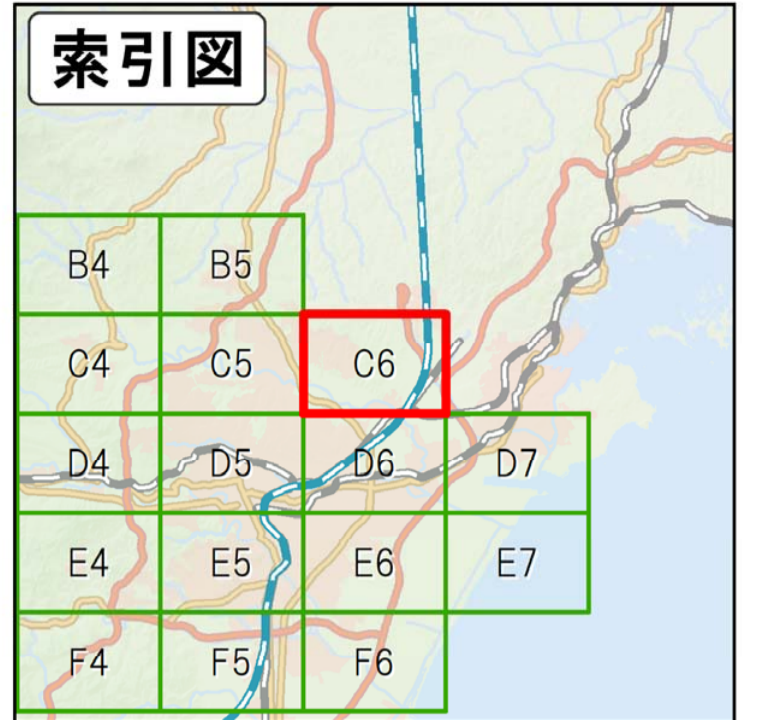 索引図
B4 B5
C4 C5 C6
D4 D5 D6 D7
E4 E5 E6 E7
F4 F5 F6